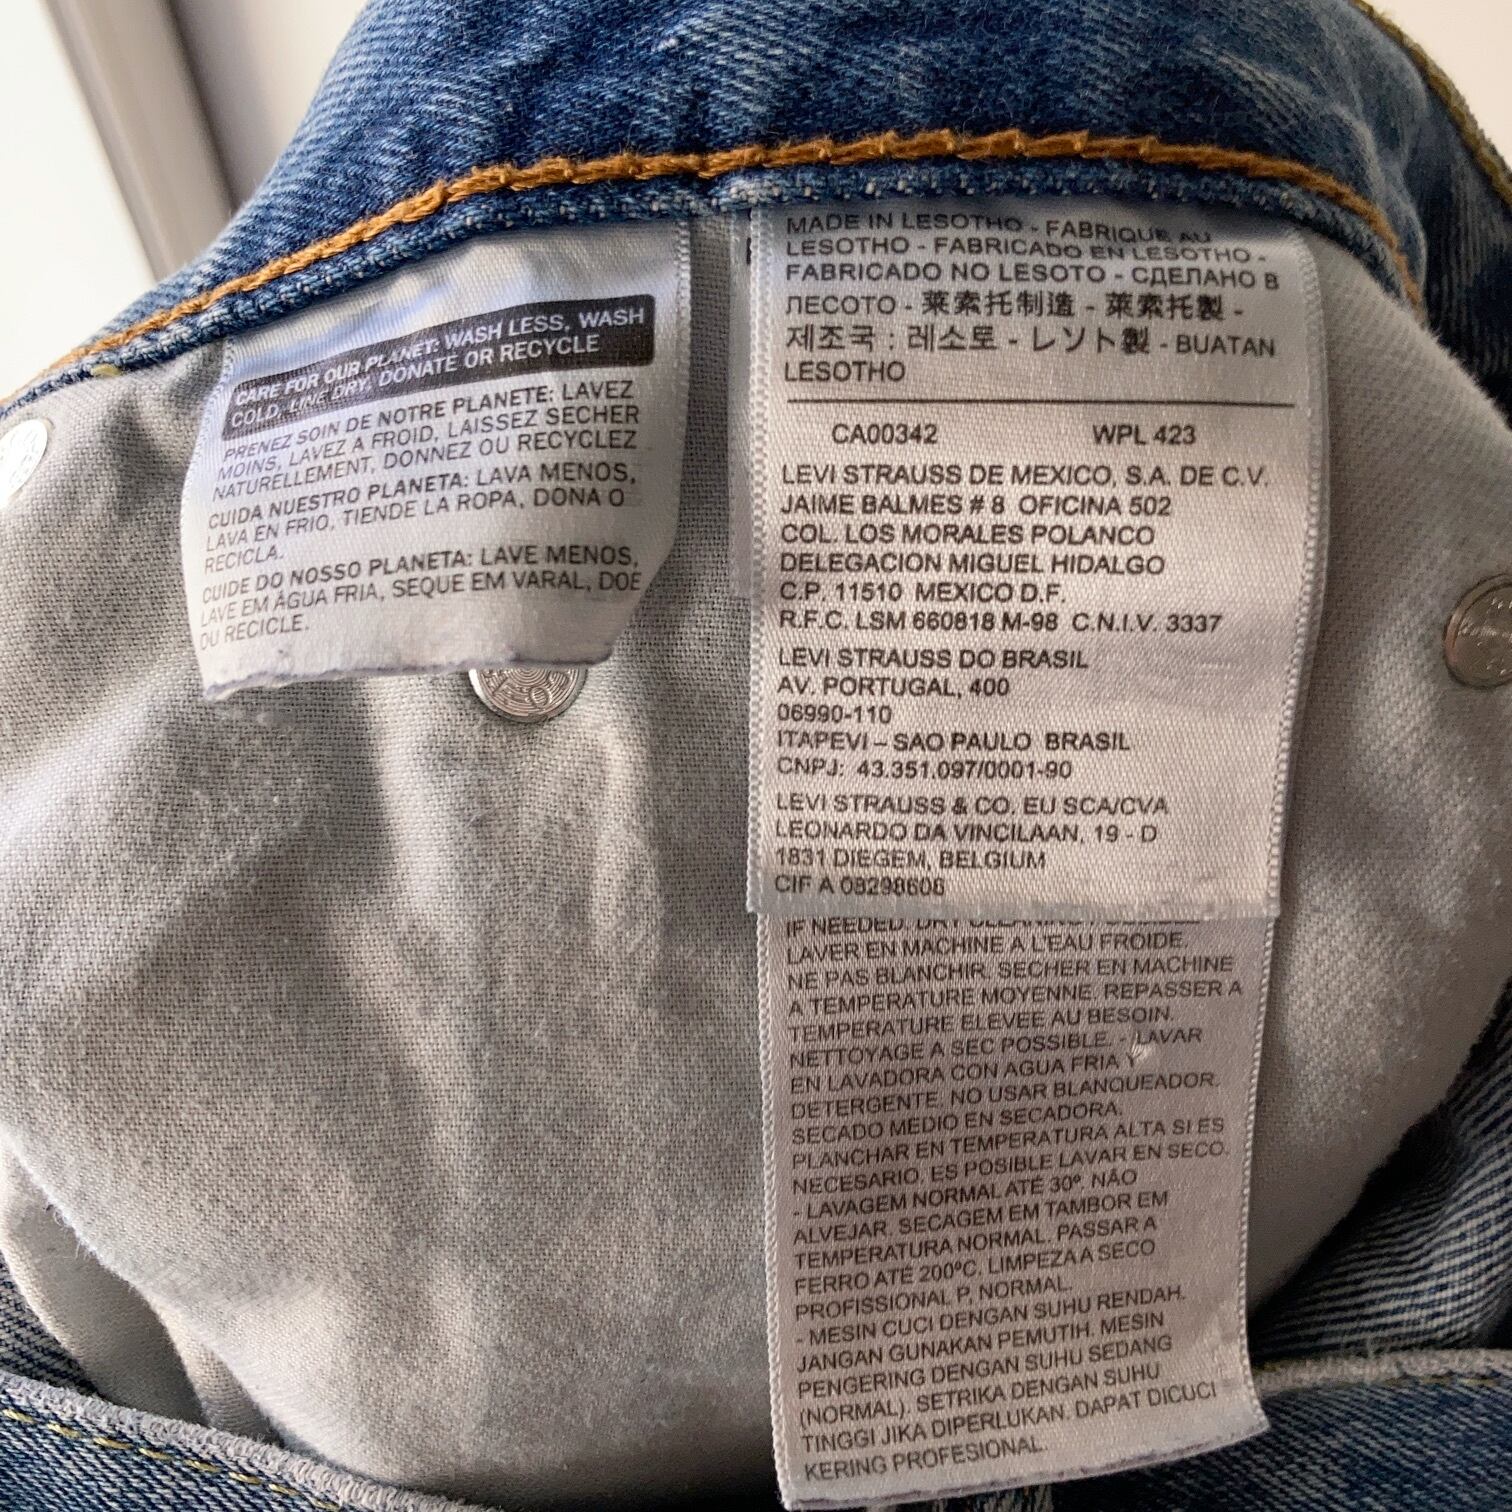 CARE FOR OUR PLANET: WASH LESS, WASH
COLD, LINE DRY, DONATE OR RECYCLE
PRENEZ SOIN DE NOTRE PLANETE: LAVEZ
MOINS, LAVEZ A FROID, LAISSEZ SECHER
NATURELLEMENT, DONNEZ OU RECYCLEZ
CUIDA NUESTRO PLANETA: LAVA MENOS,
LAVA EN FRIO, TIENDE LA ROPA, DONA O
RECICLA.
CUIDE DO NOSSO PLANETA: LAVE MENOS,
LAVE EM ÁGUA FRIA, SEQUE EM VARAL, DOE
OU RECICLE.
MADE IN LESOTHO - FABRIQUE AU
LESOTHO - FABRICADO EN LESOTHO -
FABRICADO NO LESOTO - СДЕЛАНО В
ЛЕСОТО - 莱索托制造 - 萊索托製 -
제조국 : 레소토 - レソト製 - BUATAN
LESOTHO
CA00342 WPL 423
LEVI STRAUSS DE MEXICO, S.A. DE C.V.
JAIME BALMES # 8 OFICINA 502
COL. LOS MORALES POLANCO
DELEGACION MIGUEL HIDALGO
C.P. 11510 MEXICO D.F.
R.F.C. LSM 660818 M-98 C.N.I.V. 3337
LEVI STRAUSS DO BRASIL
AV. PORTUGAL, 400
06990-110
ITAPEVI – SAO PAULO BRASIL
CNPJ: 43.351.097/0001-90
LEVI STRAUSS & CO. EU SCA/CVA
LEONARDO DA VINCILAAN, 19 - D
1831 DIEGEM, BELGIUM
CIF A 08298608
IF NEEDED.
LAVER EN MACHINE A L'EAU FROIDE.
NE PAS BLANCHIR. SECHER EN MACHINE
A TEMPERATURE MOYENNE. REPASSER A
TEMPERATURE ELEVEE AU BESOIN.
NETTOYAGE A SEC POSSIBLE. - LAVAR
EN LAVADORA CON AGUA FRIA Y
DETERGENTE. NO USAR BLANQUEADOR.
SECADO MEDIO EN SECADORA.
PLANCHAR EN TEMPERATURA ALTA SI ES
NECESARIO. ES POSIBLE LAVAR EN SECO.
- LAVAGEM NORMAL ATÉ 30º. NÃO
ALVEJAR. SECAGEM EM TAMBOR EM
TEMPERATURA NORMAL. PASSAR A
FERRO ATÉ 200ºC. LIMPEZA A SECO
PROFISSIONAL P, NORMAL.
- MESIN CUCI DENGAN SUHU RENDAH.
JANGAN GUNAKAN PEMUTIH. MESIN
PENGERING DENGAN SUHU SEDANG
(NORMAL). SETRIKA DENGAN SUHU
TINGGI JIKA DIPERLUKAN. DAPAT DICUCI
KERING PROFESIONAL.